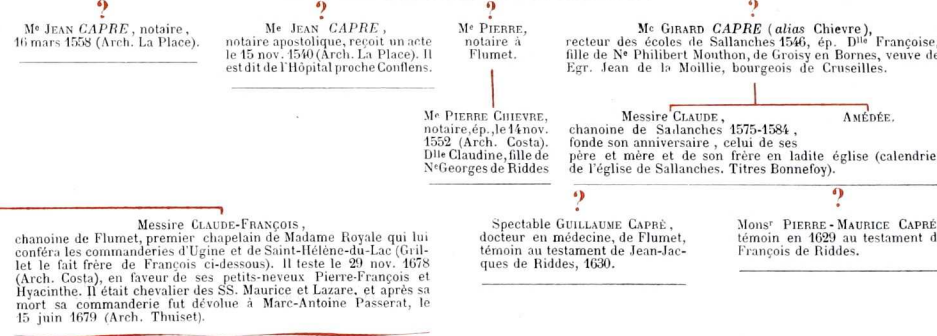 ?
Me JEAN CAPRE, notaire,
16 mars 1558 (Arch. La Place).
?
Me JEAN CAPRE,
notaire apostolique, reçoit un acte
le 15 nov. 1540 (Arch. La Place). Il
est dit de l'Hôpital proche Conflens.
?
Me PIERRE,
notaire à
Flumet.
Me PIERRE CHIEVRE,
notaire, ép., le 14 nov.
1552 (Arch. Costa).
Dlle Claudine, fille de
Ne Georges de Riddes
?
Me GIRARD CAPRE (alias Chievre),
recteur des écoles de Sallanches 1546, ép. Dlle Françoise,
fille de Ne Philibert Mouthon, de Groisy en Bornes, veuve de
Egr. Jean de la Moillie, bourgeois de Cruseilles.
Messire CLAUDE,
chanoine de Sallanches 1575-1584,
fonde son anniversaire, celui de ses
père et mère et de son frère en ladite église (calendrie
de l'église de Sallanches. Titres Bonnefoy).
AMÉDÉE.
Messire CLAUDE-FRANÇOIS,
chanoine de Flumet, premier chapelain de Madame Royale qui lui
conféra les commanderies d'Ugine et de Saint-Hélène-du-Lac (Gril-
let le fait frère de François ci-dessous). Il teste le 29 nov. 1678
(Arch. Costa), en faveur de ses petits-neveux Pierre-François et
Hyacinthe. Il était chevalier des SS. Maurice et Lazare, et après sa
mort sa commanderie fut dévolue à Marc-Antoine Passerat, le
15 juin 1679 (Arch. Thuiset).
?
Spectable GUILLAUME CAPRÉ,
docteur en médecine, de Flumet,
témoin au testament de Jean-Jac-
ques de Riddes, 1630.
?
Monsr PIERRE-MAURICE CAPRÉ
témoin en 1629 au testament d
François de Riddes.